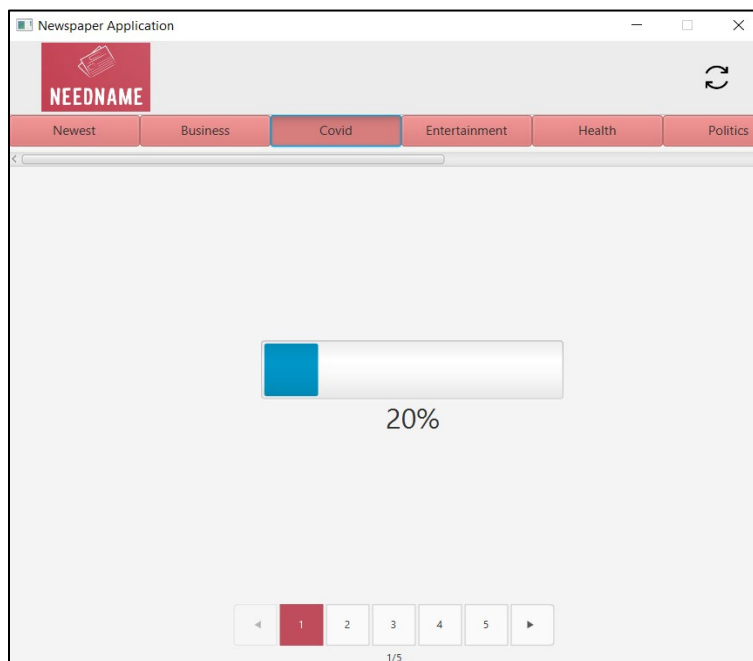 Newspaper Application
NEEDNAME
Newest Business Covid Entertainment Health Politics
20%
1 2 3 4 5
1/5